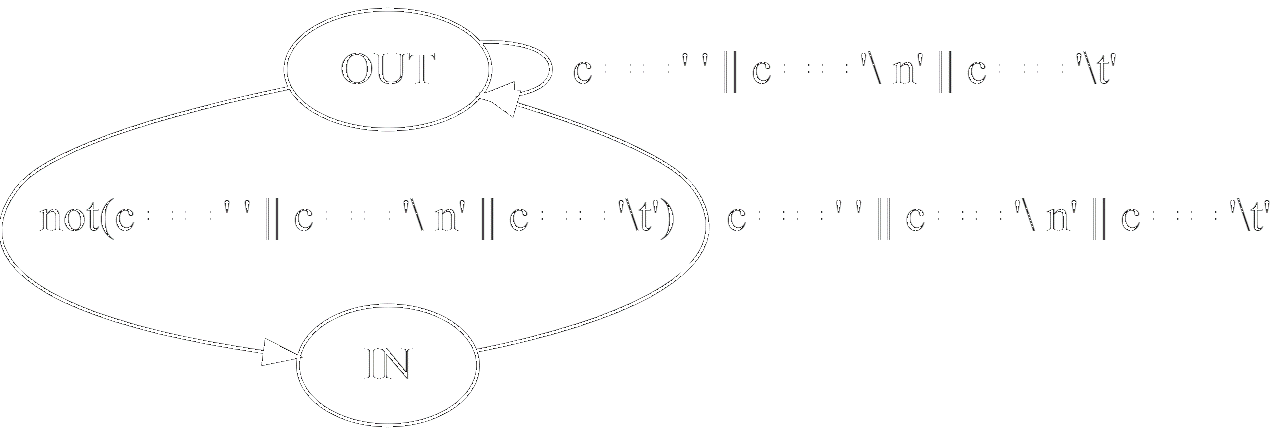 OUT
c == ' ' || c == '\ n' || c == '\t'
not(c == ' ' || c == '\ n' || c == '\t')
c == ' ' || c == '\ n' || c == '\t'
IN